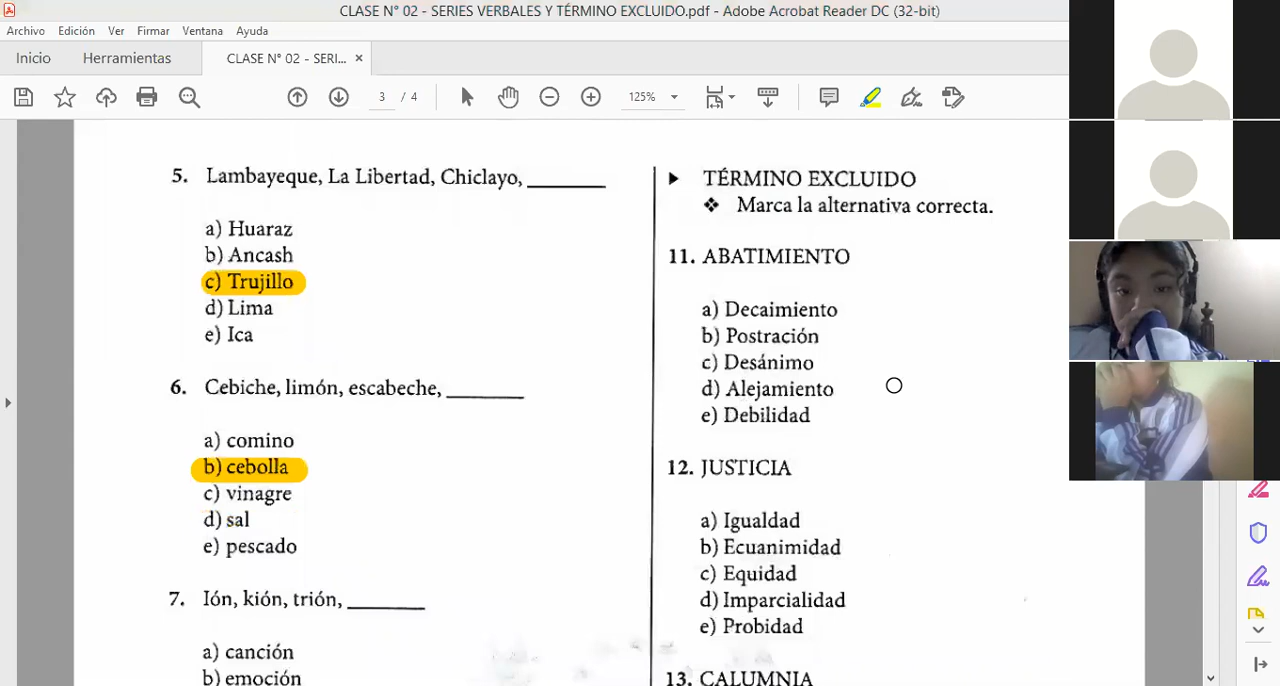 CLASE N° 02 - SERIES VERBALES Y TÉRMINO EXCLUIDO.pdf - Adobe Acrobat Reader DC (32-bit)
Archivo Edición Ver Firmar Ventana Ayuda
Inicio Herramientas CLASE N° 02 - SERI... ×
3 / 4 125%
5. Lambayeque, La Libertad, Chiclayo, ________
a) Huaraz
b) Ancash
c) Trujillo
d) Lima
e) Ica
6. Cebiche, limón, escabeche, ________
a) comino
b) cebolla
c) vinagre
d) sal
e) pescado
7. Ión, kión, trión, ________
a) canción
b) emoción
TÉRMINO EXCLUIDO
Marca la alternativa correcta.
11. ABATIMIENTO
a) Decaimiento
b) Postración
c) Desánimo
d) Alejamiento
e) Debilidad
12. JUSTICIA
a) Igualdad
b) Ecuanimidad
c) Equidad
d) Imparcialidad
e) Probidad
13. CALUMNIA